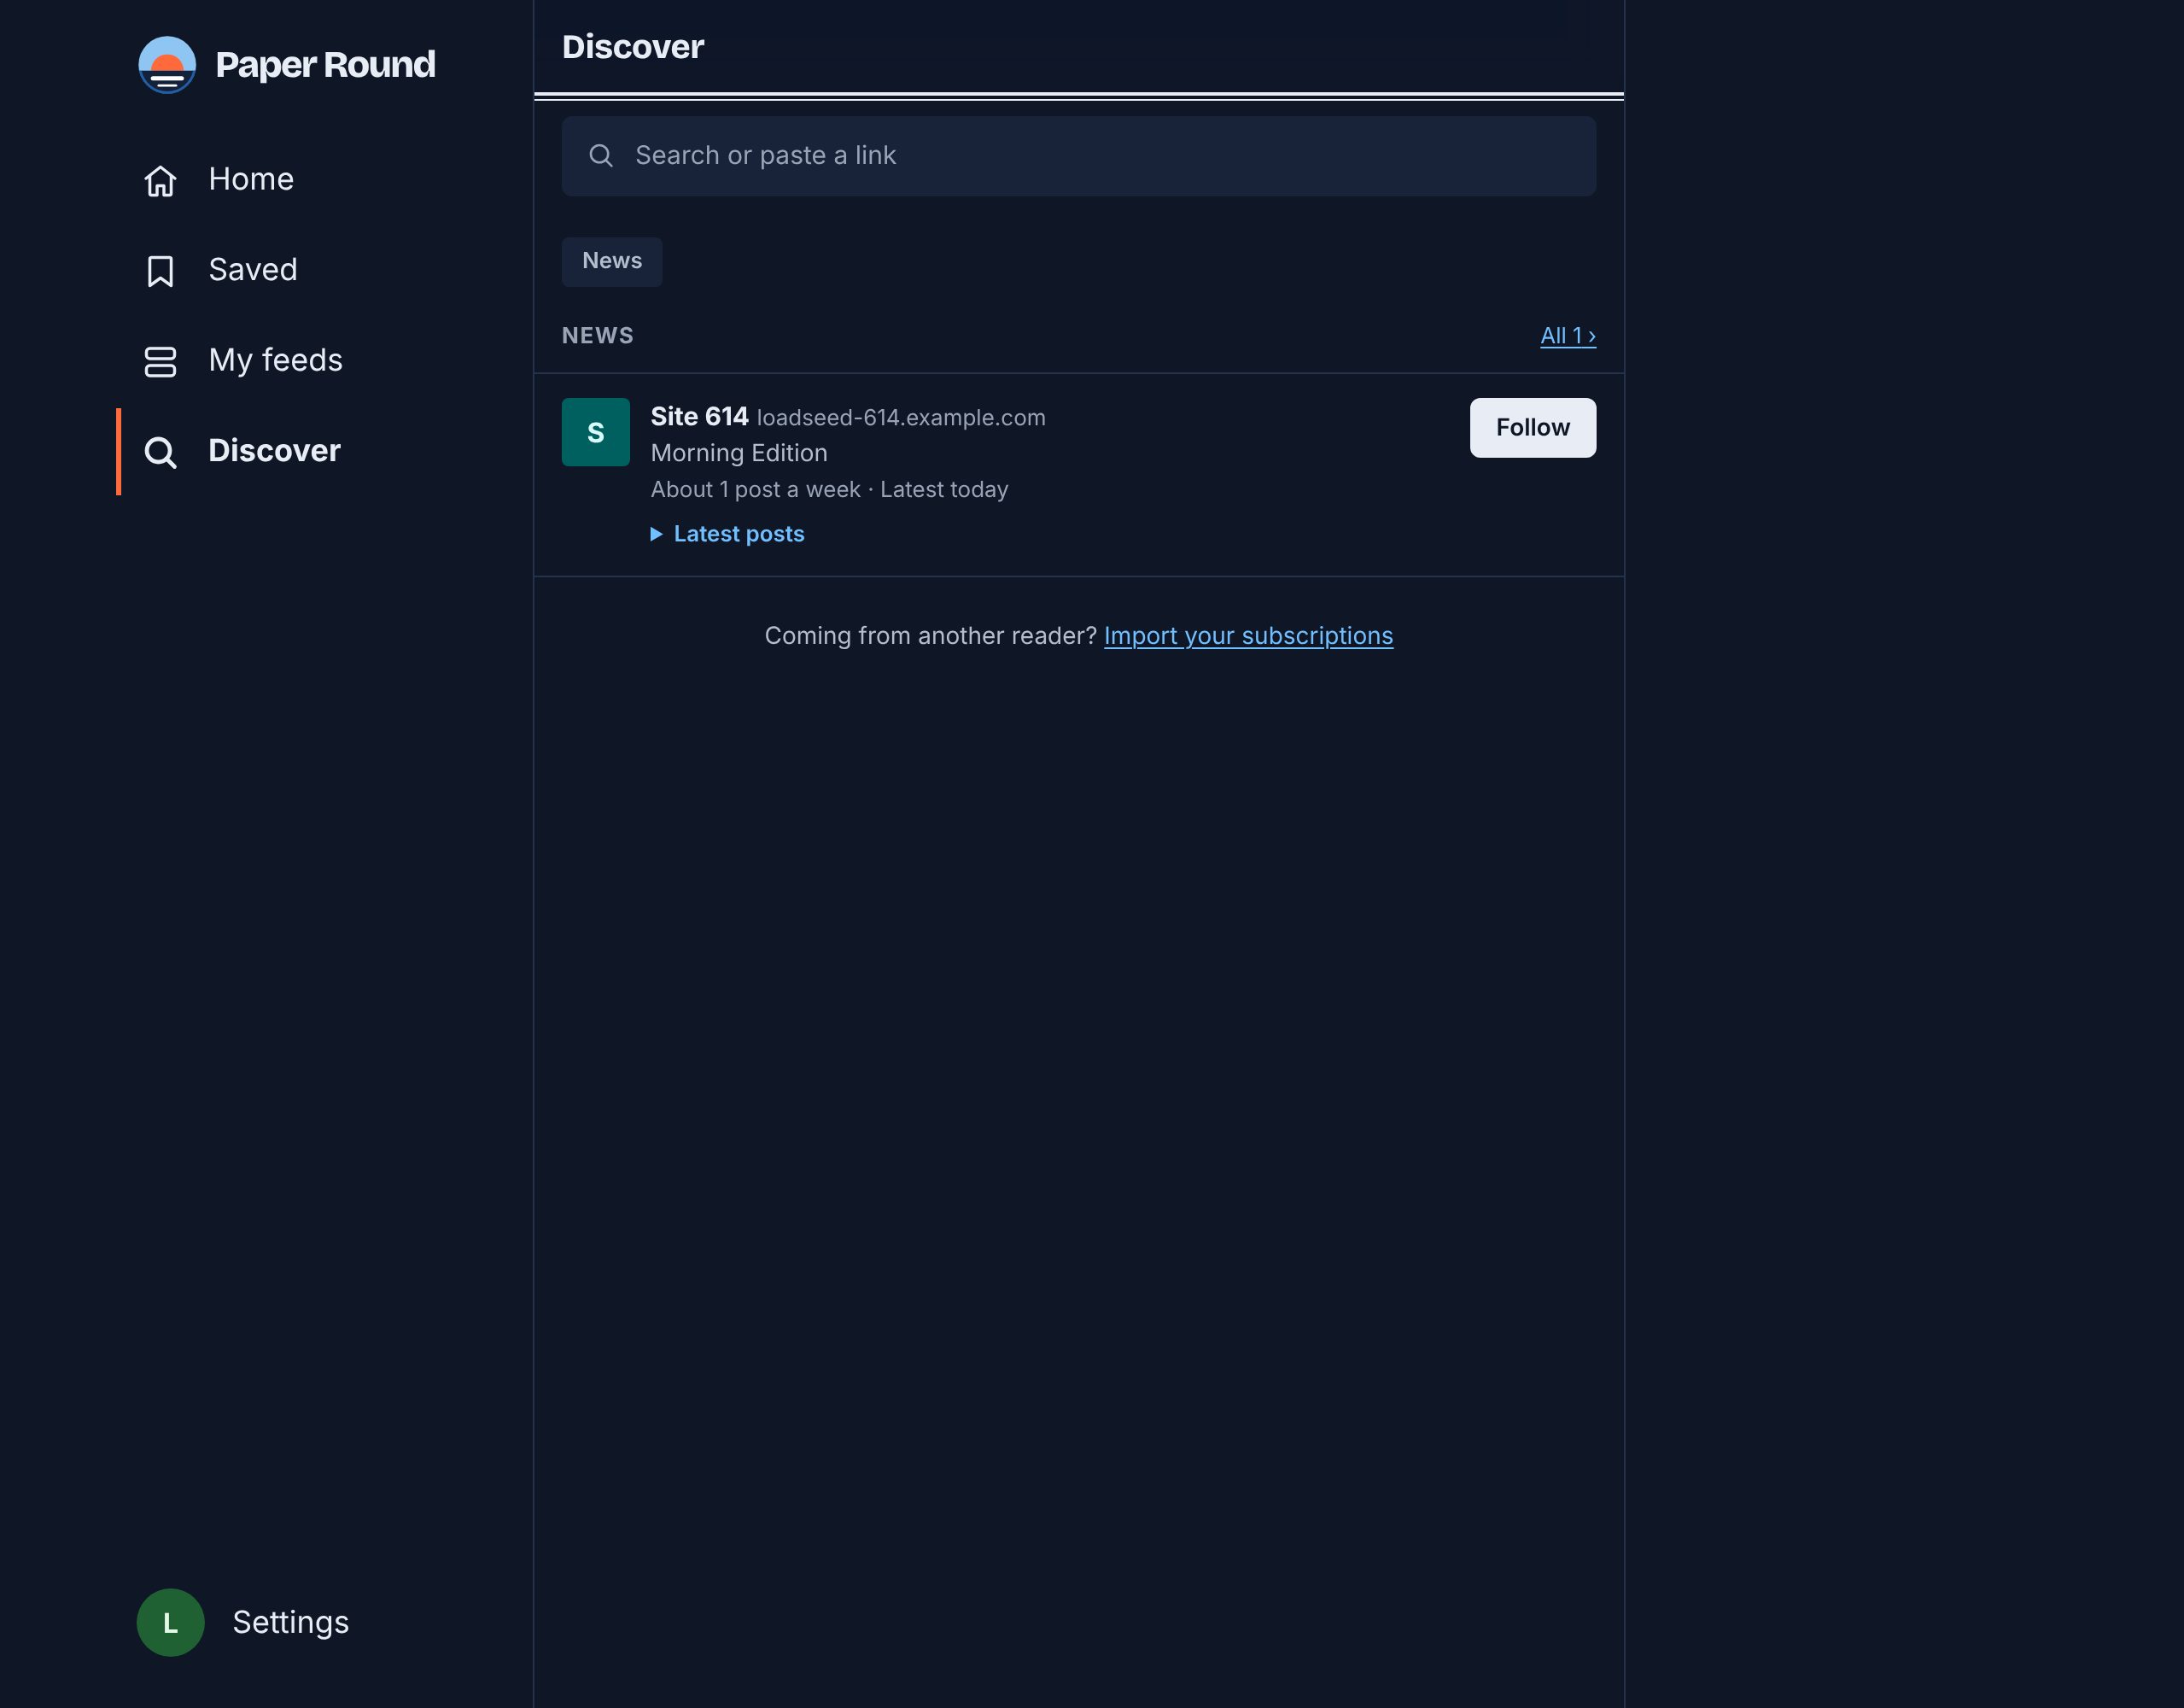 Paper Round
Home
Saved
My feeds
Discover
L
Settings
Discover
Search or paste a link
News
NEWS
All 1 ›
S
Site 614 loadseed-614.example.com
Morning Edition
About 1 post a week · Latest today
Latest posts
Follow
Coming from another reader? Import your subscriptions